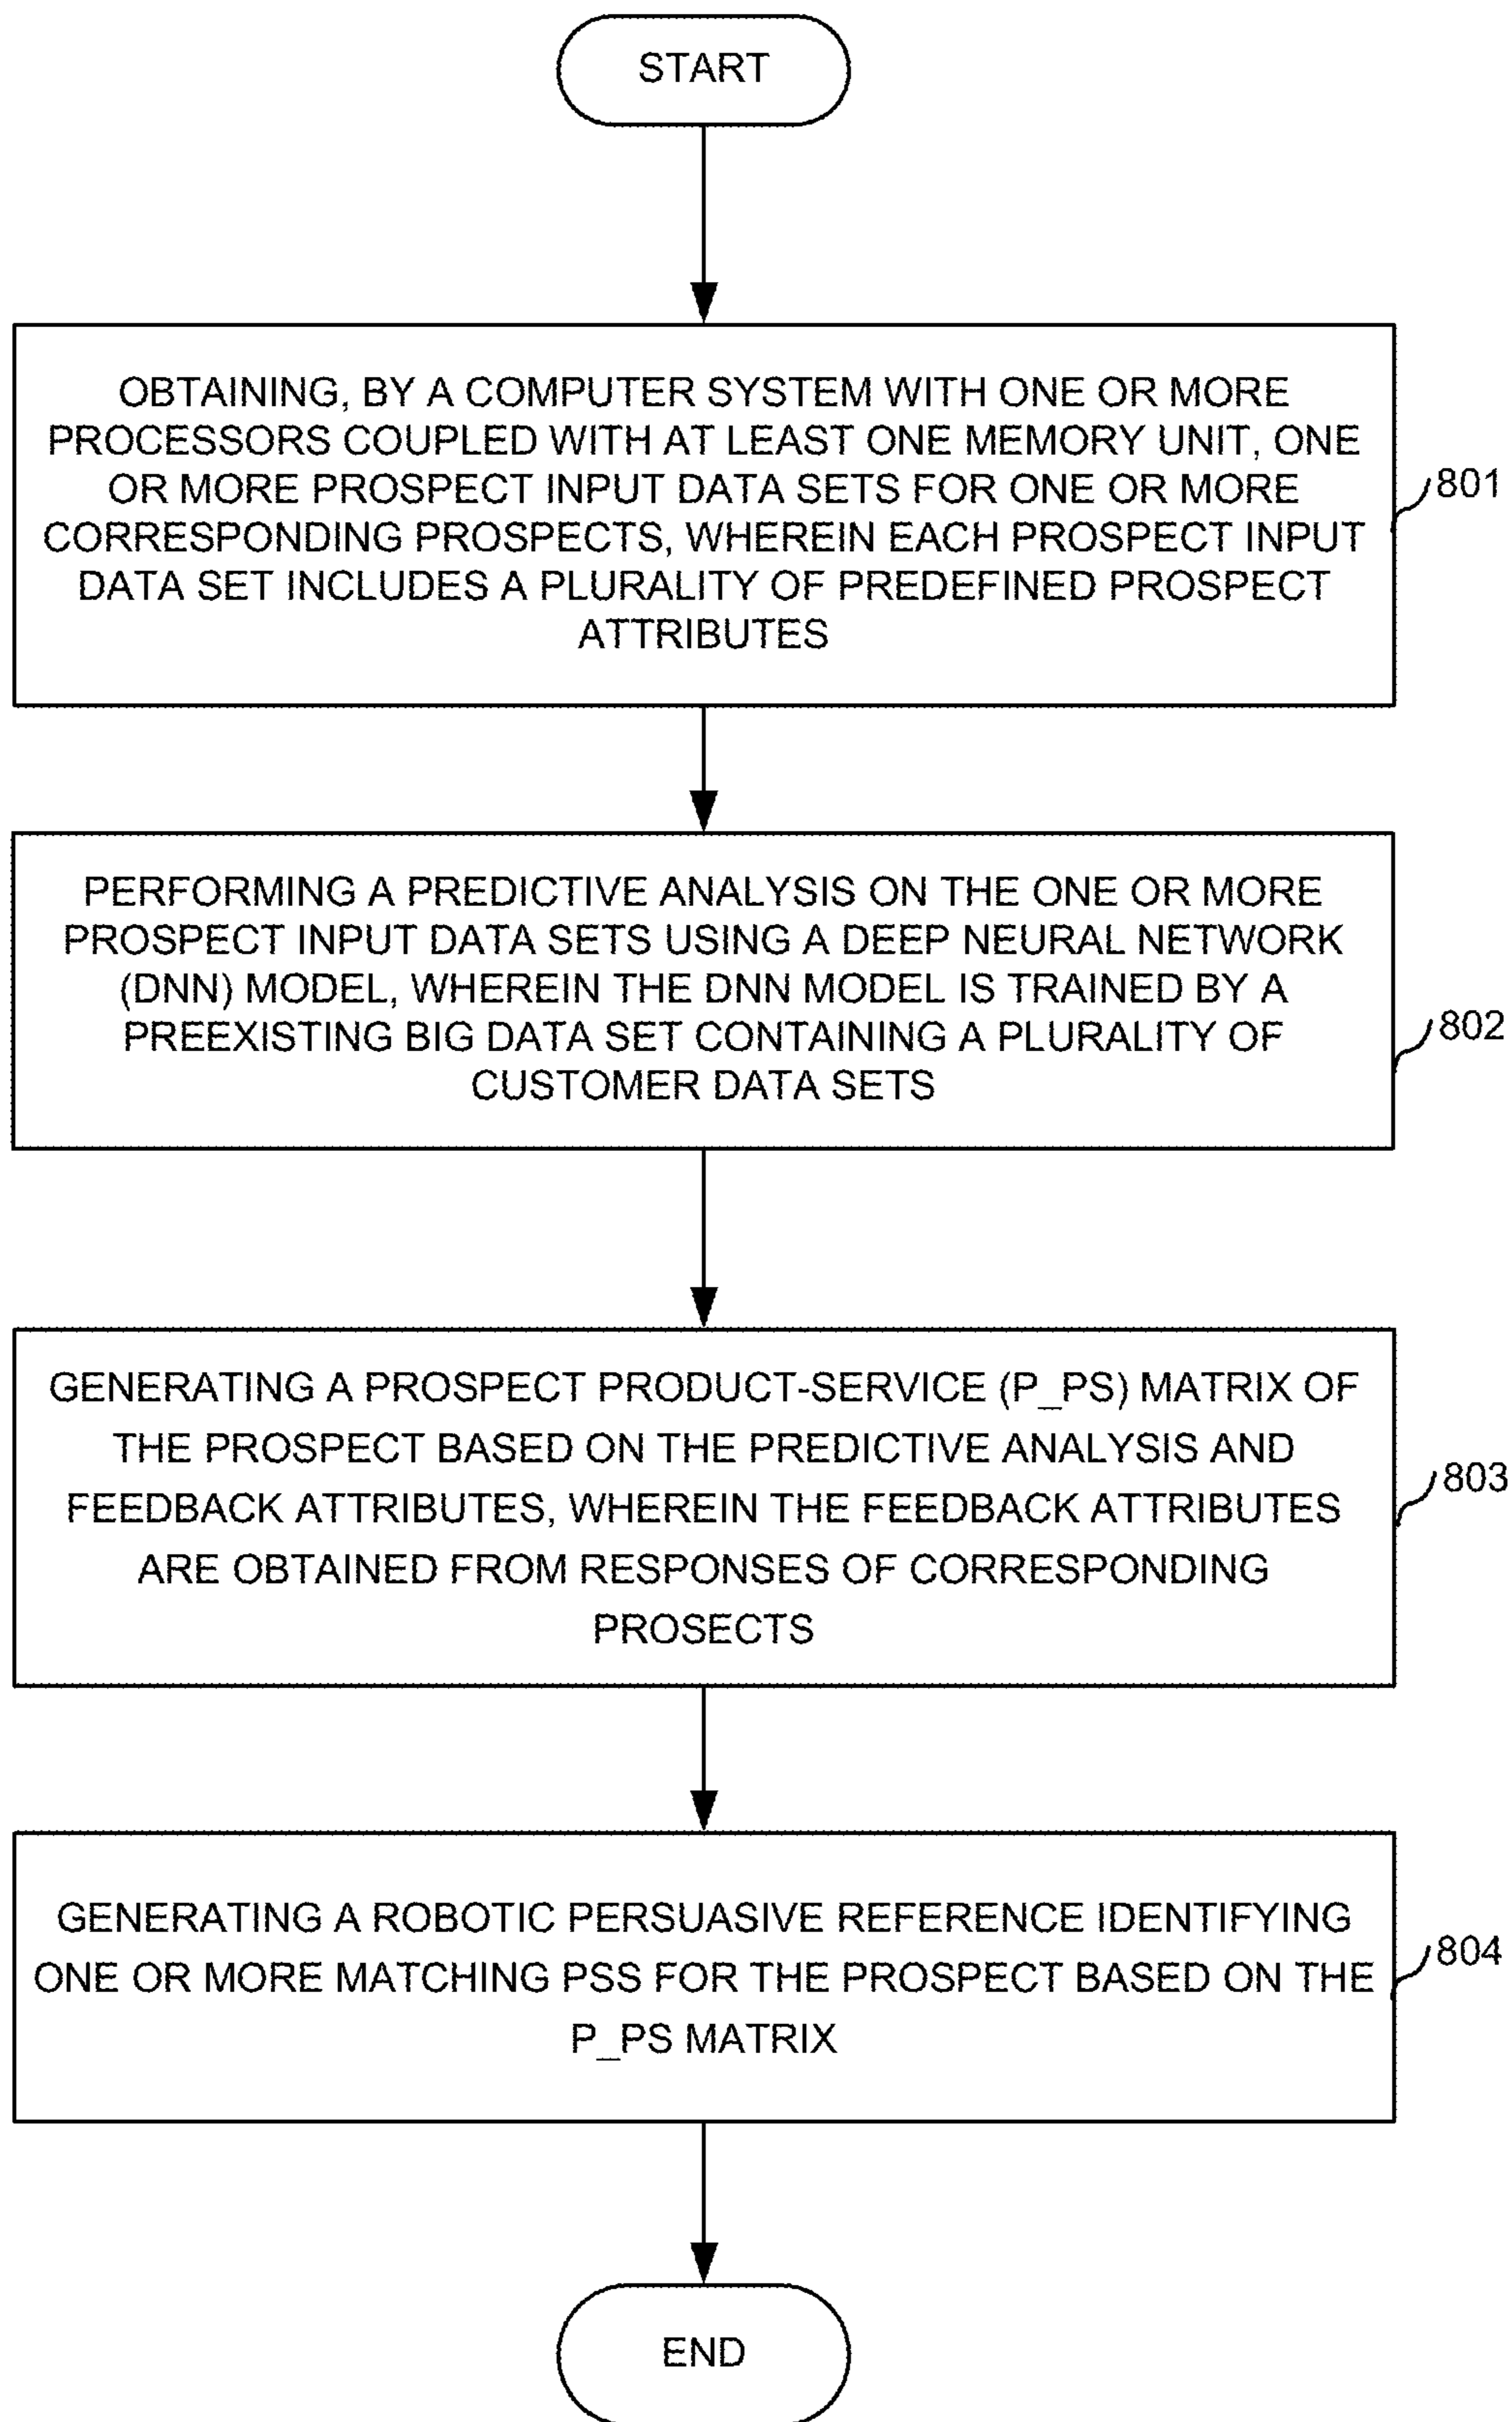 START
OBTAINING, BY A COMPUTER SYSTEM WITH ONE OR MORE
PROCESSORS COUPLED WITH AT LEAST ONE MEMORY UNIT, ONE
OR MORE PROSPECT INPUT DATA SETS FOR ONE OR MORE
CORRESPONDING PROSPECTS, WHEREIN EACH PROSPECT INPUT
DATA SET INCLUDES A PLURALITY OF PREDEFINED PROSPECT
ATTRIBUTES
801
PERFORMING A PREDICTIVE ANALYSIS ON THE ONE OR MORE
PROSPECT INPUT DATA SETS USING A DEEP NEURAL NETWORK
(DNN) MODEL, WHEREIN THE DNN MODEL IS TRAINED BY A
PREEXISTING BIG DATA SET CONTAINING A PLURALITY OF
CUSTOMER DATA SETS
802
GENERATING A PROSPECT PRODUCT-SERVICE (P_PS) MATRIX OF
THE PROSPECT BASED ON THE PREDICTIVE ANALYSIS AND
FEEDBACK ATTRIBUTES, WHEREIN THE FEEDBACK ATTRIBUTES
ARE OBTAINED FROM RESPONSES OF CORRESPONDING
PROSECTS
803
GENERATING A ROBOTIC PERSUASIVE REFERENCE IDENTIFYING
ONE OR MORE MATCHING PSS FOR THE PROSPECT BASED ON THE
P_PS MATRIX
804
END